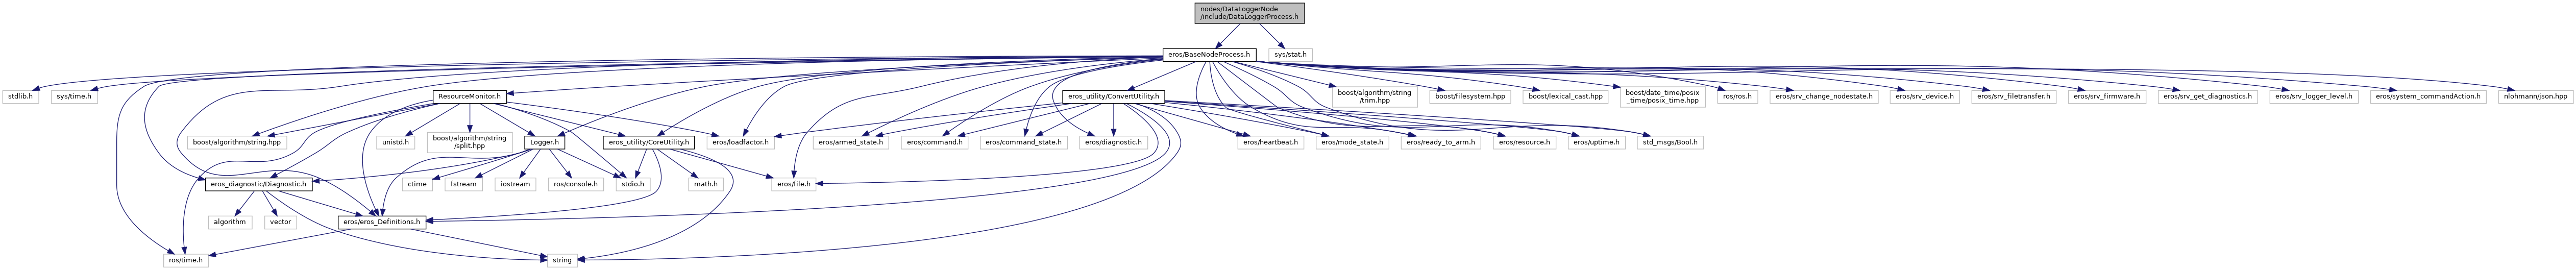 nodes/DataLoggerNode
/include/DataLoggerProcess.h
eros/BaseNodeProcess.h
sys/stat.h
stdlib.h
sys/time.h
ResourceMonitor.h
eros_utility/ConvertUtility.h
boost/algorithm/string
/trim.hpp
boost/filesystem.hpp
boost/lexical_cast.hpp
boost/date_time/posix
_time/posix_time.hpp
ros/ros.h
eros/srv_change_nodestate.h
eros/srv_device.h
eros/srv_filetransfer.h
eros/srv_firmware.h
eros/srv_get_diagnostics.h
eros/srv_logger_level.h
eros/system_commandAction.h
nlohmann/json.hpp
boost/algorithm/string.hpp
unistd.h
boost/algorithm/string
/split.hpp
Logger.h
eros_utility/CoreUtility.h
eros/loadfactor.h
eros/armed_state.h
eros/command.h
eros/command_state.h
eros/diagnostic.h
eros/heartbeat.h
eros/mode_state.h
eros/ready_to_arm.h
eros/resource.h
eros/uptime.h
std_msgs/Bool.h
eros_diagnostic/Diagnostic.h
ctime
fstream
iostream
ros/console.h
stdio.h
math.h
eros/file.h
algorithm
vector
eros/eros_Definitions.h
ros/time.h
string